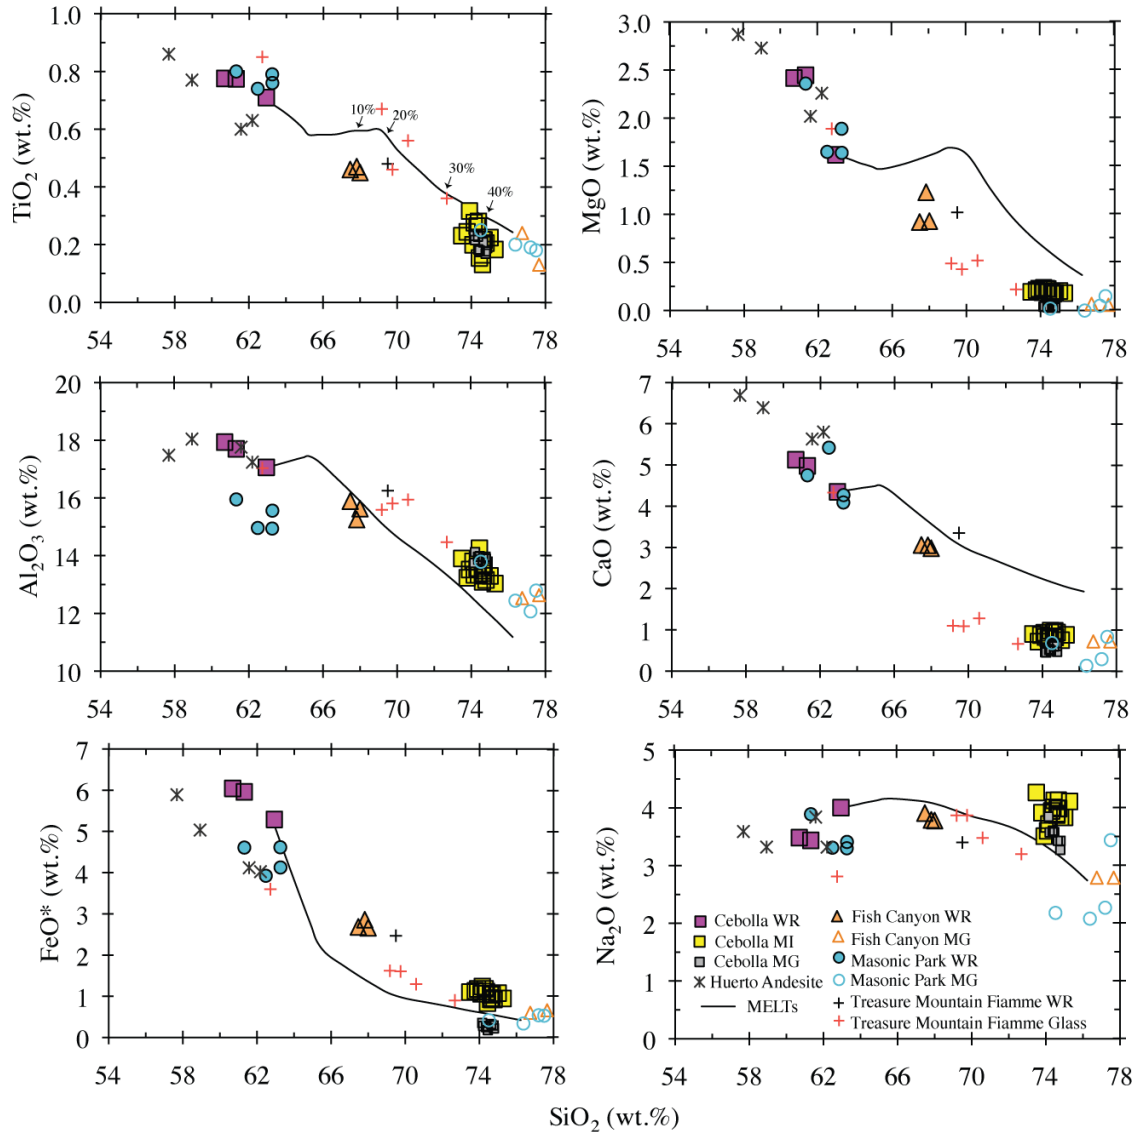 TiO2 (wt.%)
1.0
0.8
0.6
0.4
0.2
0.0
10%
20%
30%
40%
54 58 62 66 70 74 78
MgO (wt.%)
3.0
2.5
2.0
1.5
1.0
0.5
0.0
54 58 62 66 70 74 78
Al2O3 (wt.%)
20
18
16
14
12
10
54 58 62 66 70 74 78
CaO (wt.%)
7
6
5
4
3
2
1
0
54 58 62 66 70 74 78
FeO* (wt.%)
7
6
5
4
3
2
1
0
54 58 62 66 70 74 78
Na2O (wt.%)
5
4
3
2
1
0
Cebolla WR
Cebolla MI
Cebolla MG
Huerto Andesite
MELTs
Fish Canyon WR
Fish Canyon MG
Masonic Park WR
Masonic Park MG
Treasure Mountain Fiamme WR
Treasure Mountain Fiamme Glass
54 58 62 66 70 74 78
SiO2 (wt.%)